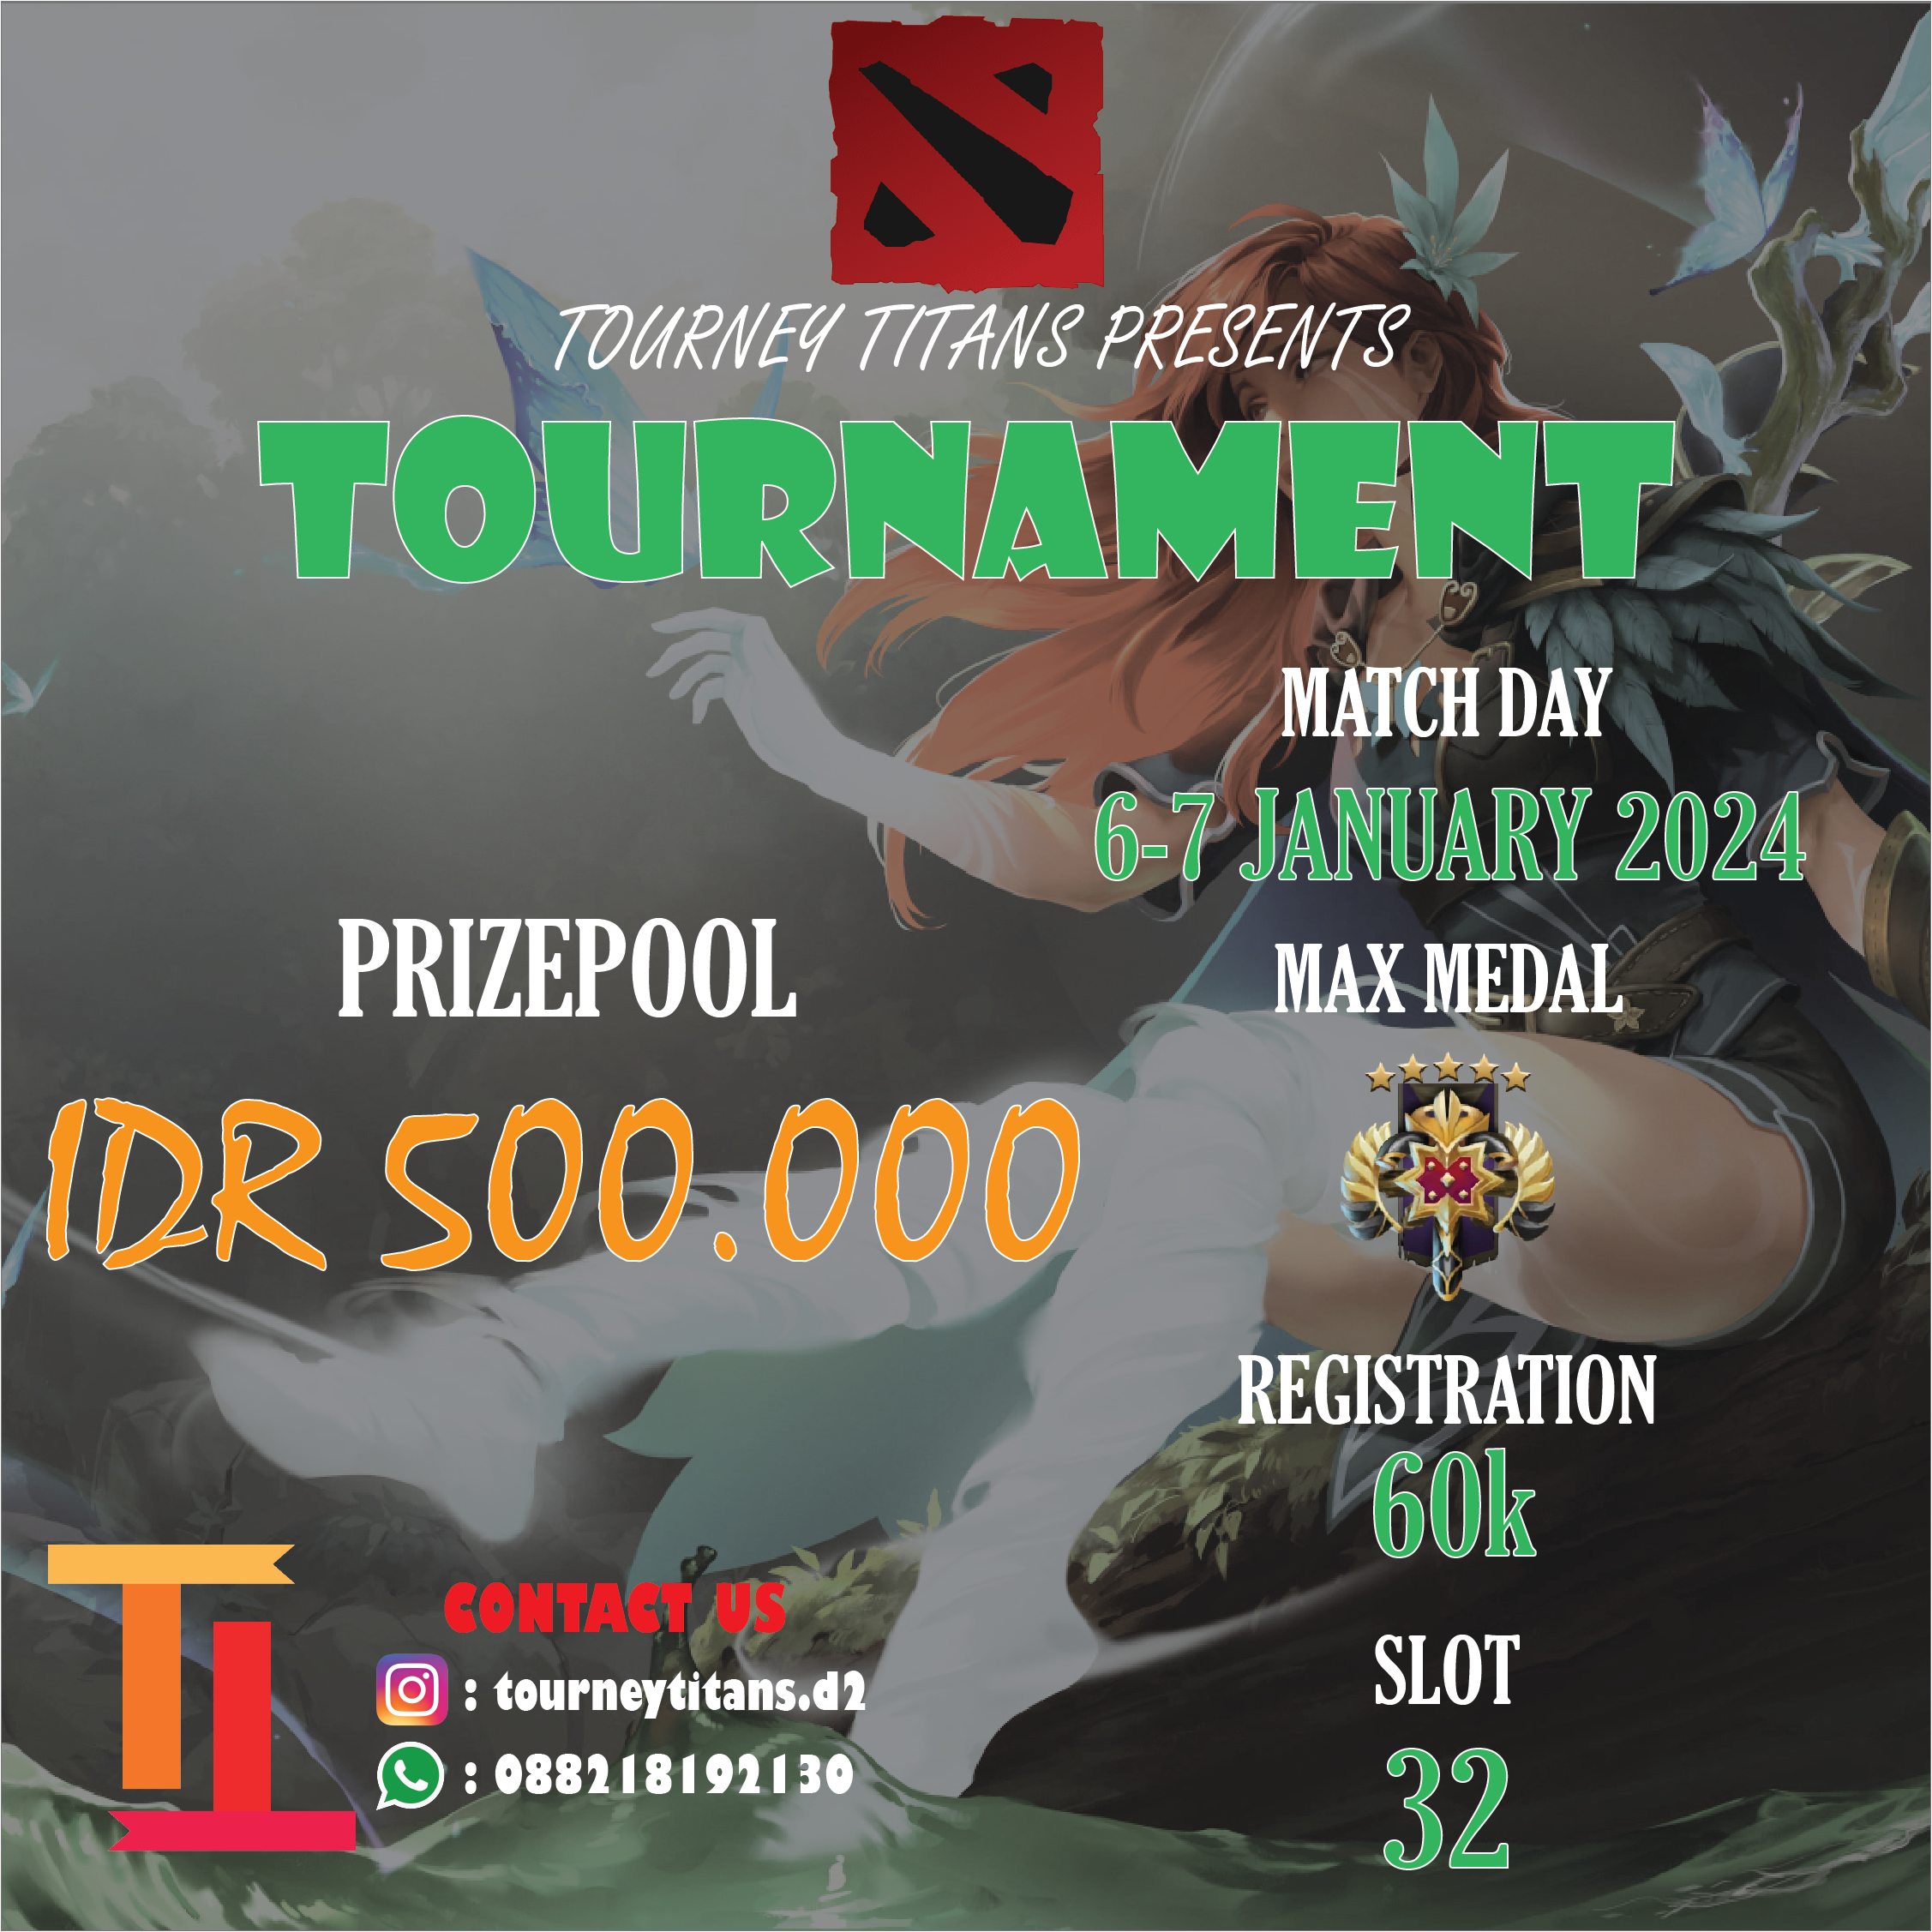 TOURNEY TITANS PRESENTS
TOURNAMENT
MATCH DAY
6-7 JANUARY 2024
PRIZEPOOL
IDR 500.000
MAX MEDAL
REGISTRATION
60k
SLOT
32
CONTACT US
: tourneytitans.d2
: 088218192130